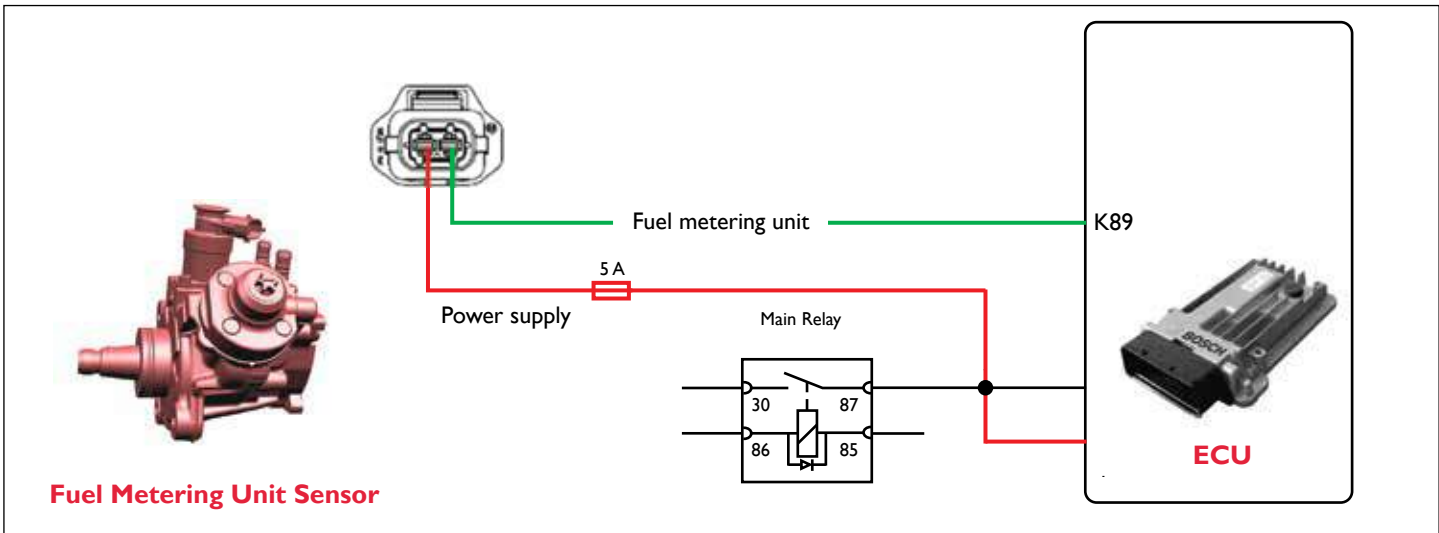 Fuel metering unit
K89
5 A
Power supply
Main Relay
30
87
86
85
BOSCH
ECU
Fuel Metering Unit Sensor